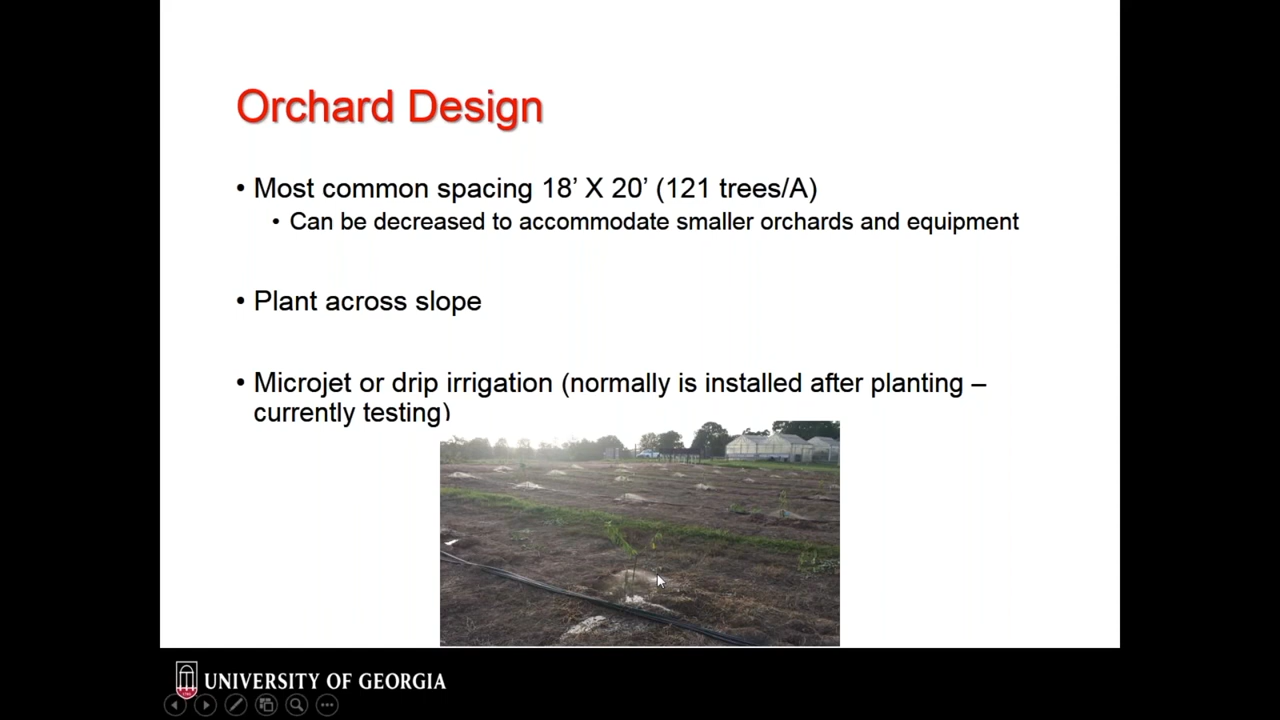 Orchard Design
• Most common spacing 18’ X 20’ (121 trees/A)
• Can be decreased to accommodate smaller orchards and equipment
• Plant across slope
• Microjet or drip irrigation (normally is installed after planting –
currently testing)
UNIVERSITY OF GEORGIA